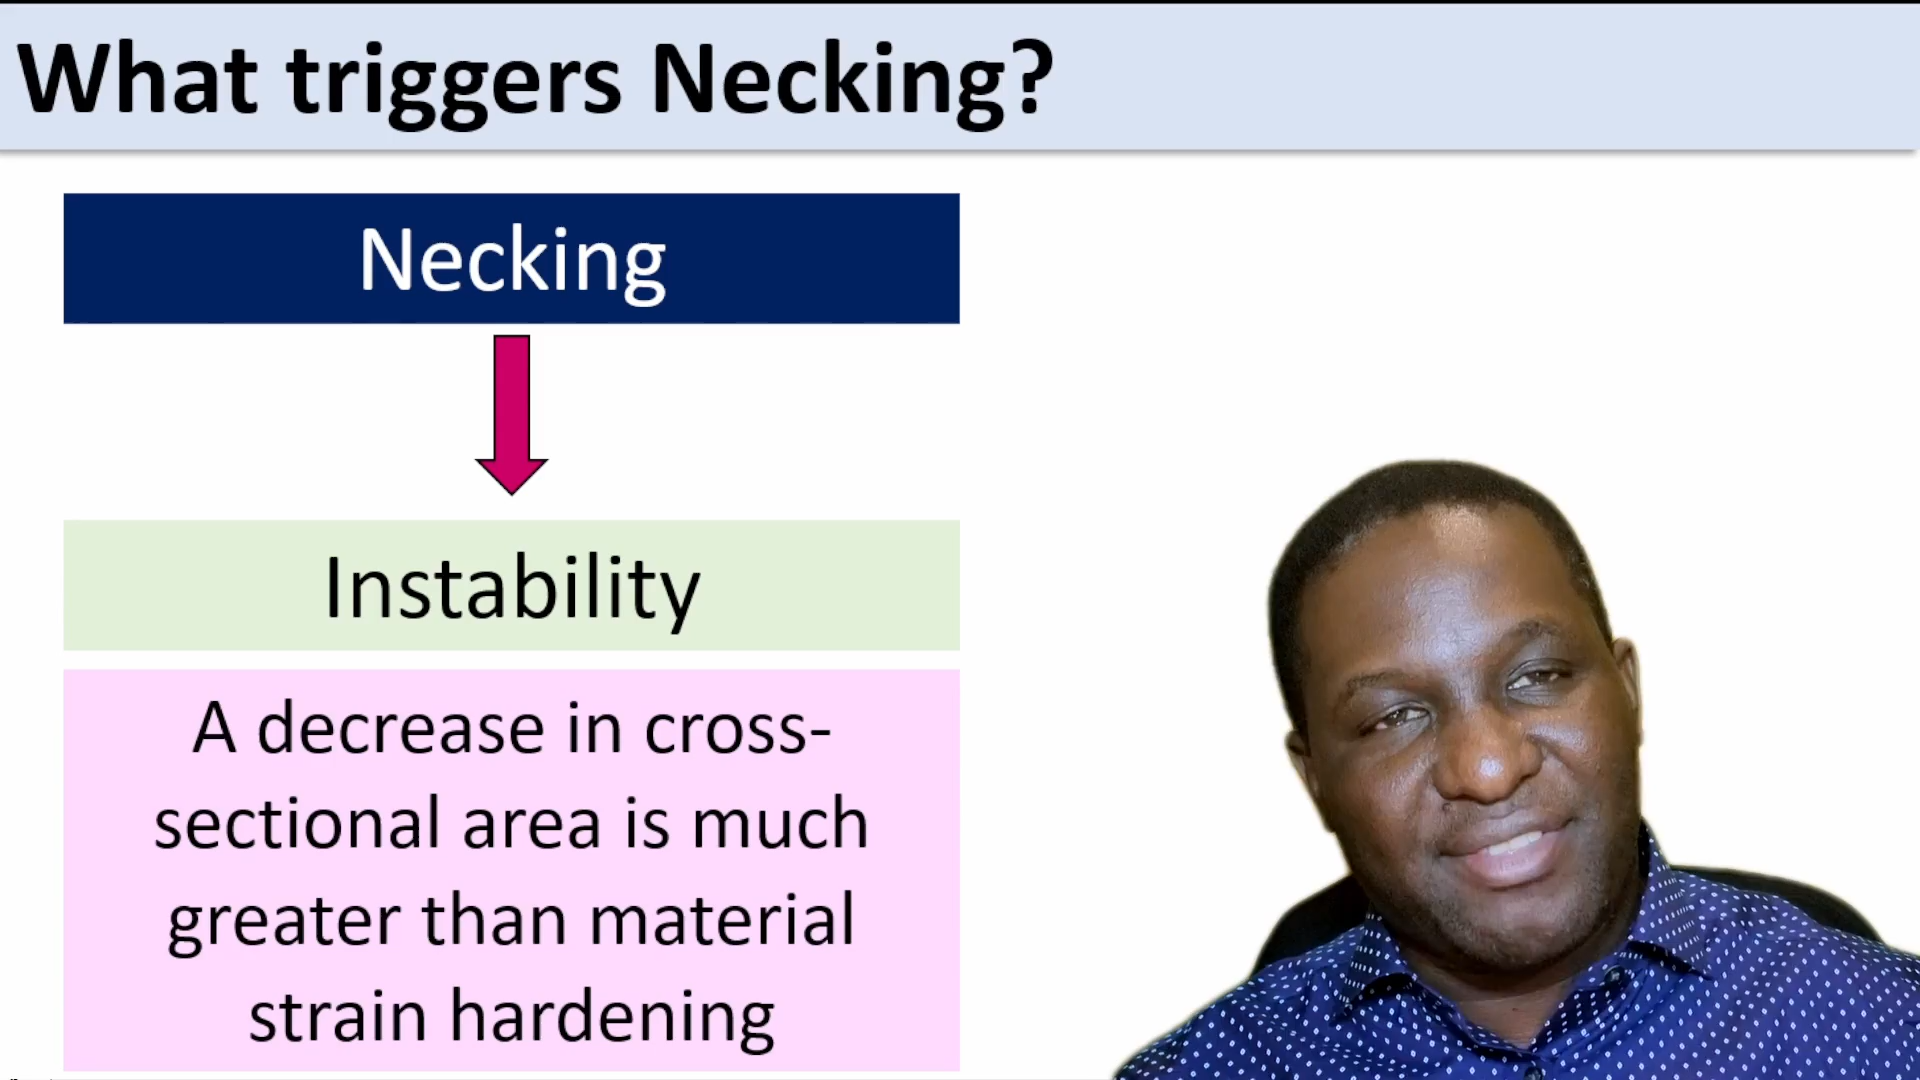 What triggers Necking?
Necking
Instability
A decrease in cross-
sectional area is much
greater than material
strain hardening